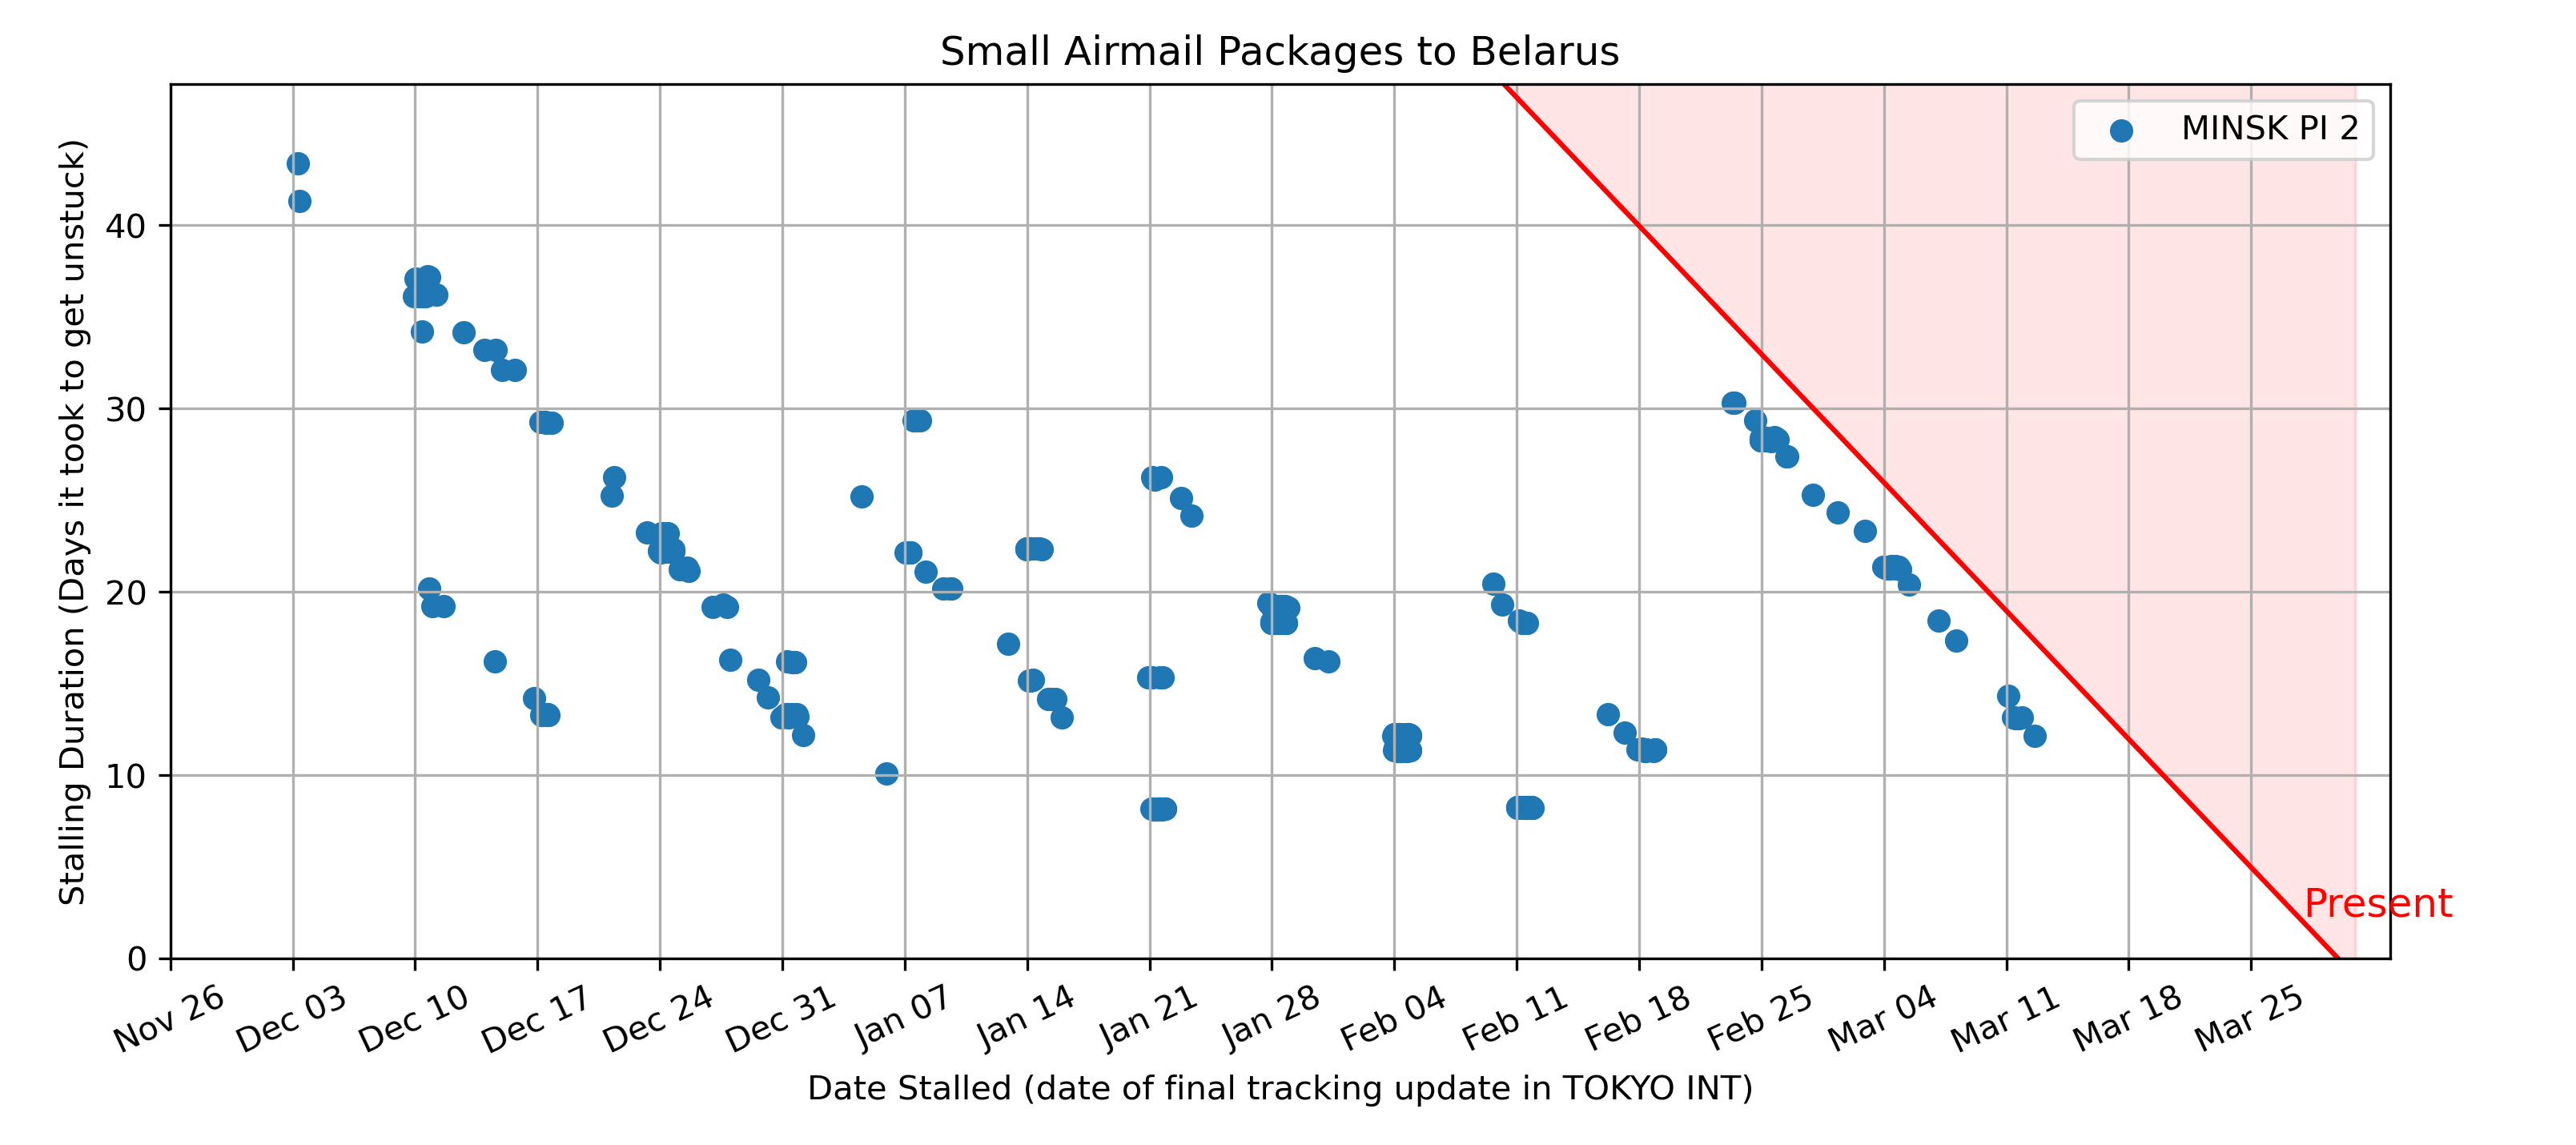 Small Airmail Packages to Belarus
MINSK PI 2
Stalling Duration (Days it took to get unstuck)
40
30
20
10
0
Present
Nov 26
Dec 03
Dec 10
Dec 17
Dec 24
Dec 31
Jan 07
Jan 14
Jan 21
Jan 28
Feb 04
Feb 11
Feb 18
Feb 25
Mar 04
Mar 11
Mar 18
Mar 25
Date Stalled (date of final tracking update in TOKYO INT)